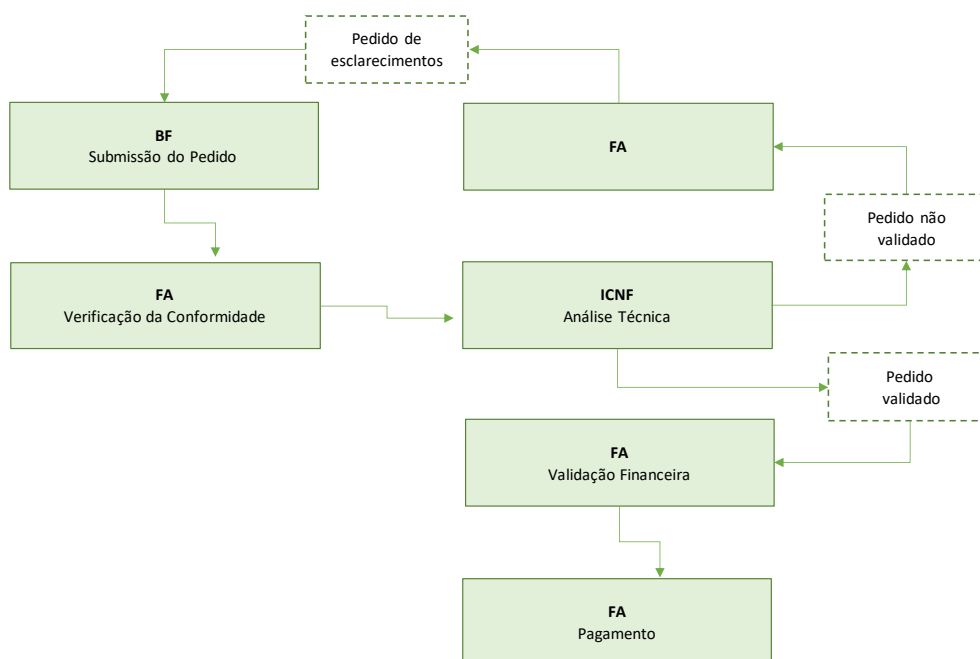 Pedido de
esclarecimentos
BF
Submissão do Pedido
FA
Pedido não
validado
FA
Verificação da Conformidade
ICNF
Análise Técnica
Pedido
validado
FA
Validação Financeira
FA
Pagamento